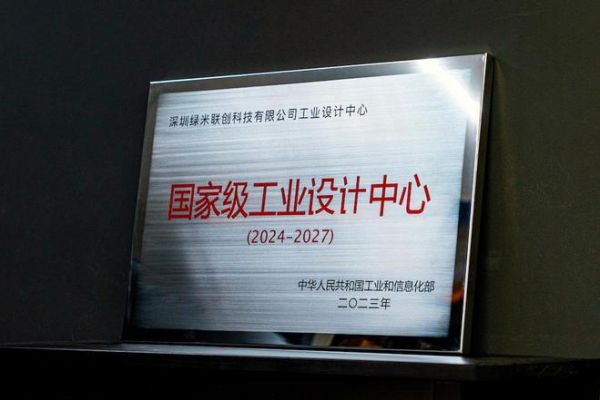 深圳绿米联创科技有限公司工业设计中心
国家级工业设计中心
(2024-2027)
中华人民共和国工业和信息化部
二〇二三年